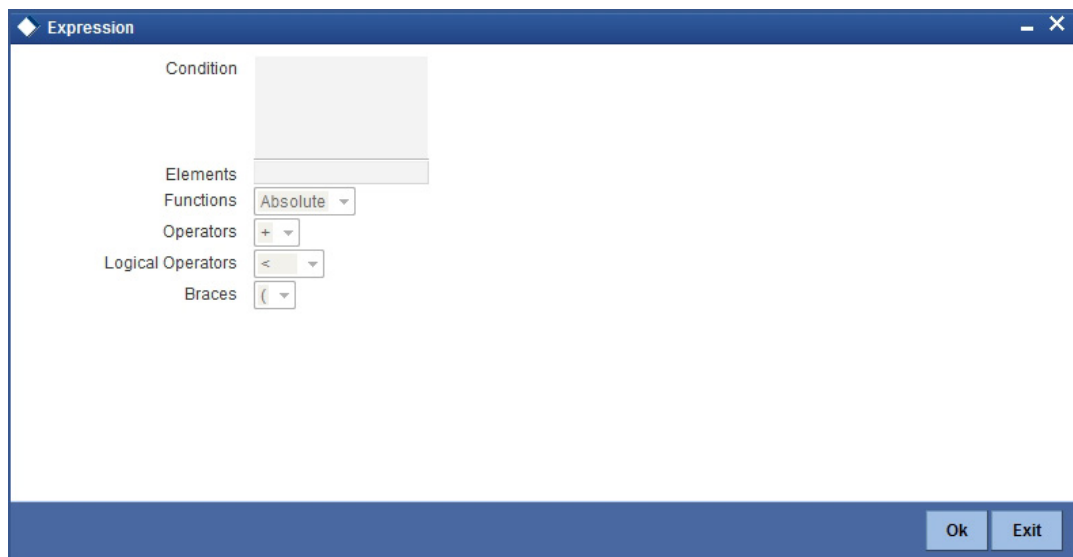 Expression
Condition
Elements
Functions Absolute
Operators +
Logical Operators <
Braces (
Ok Exit